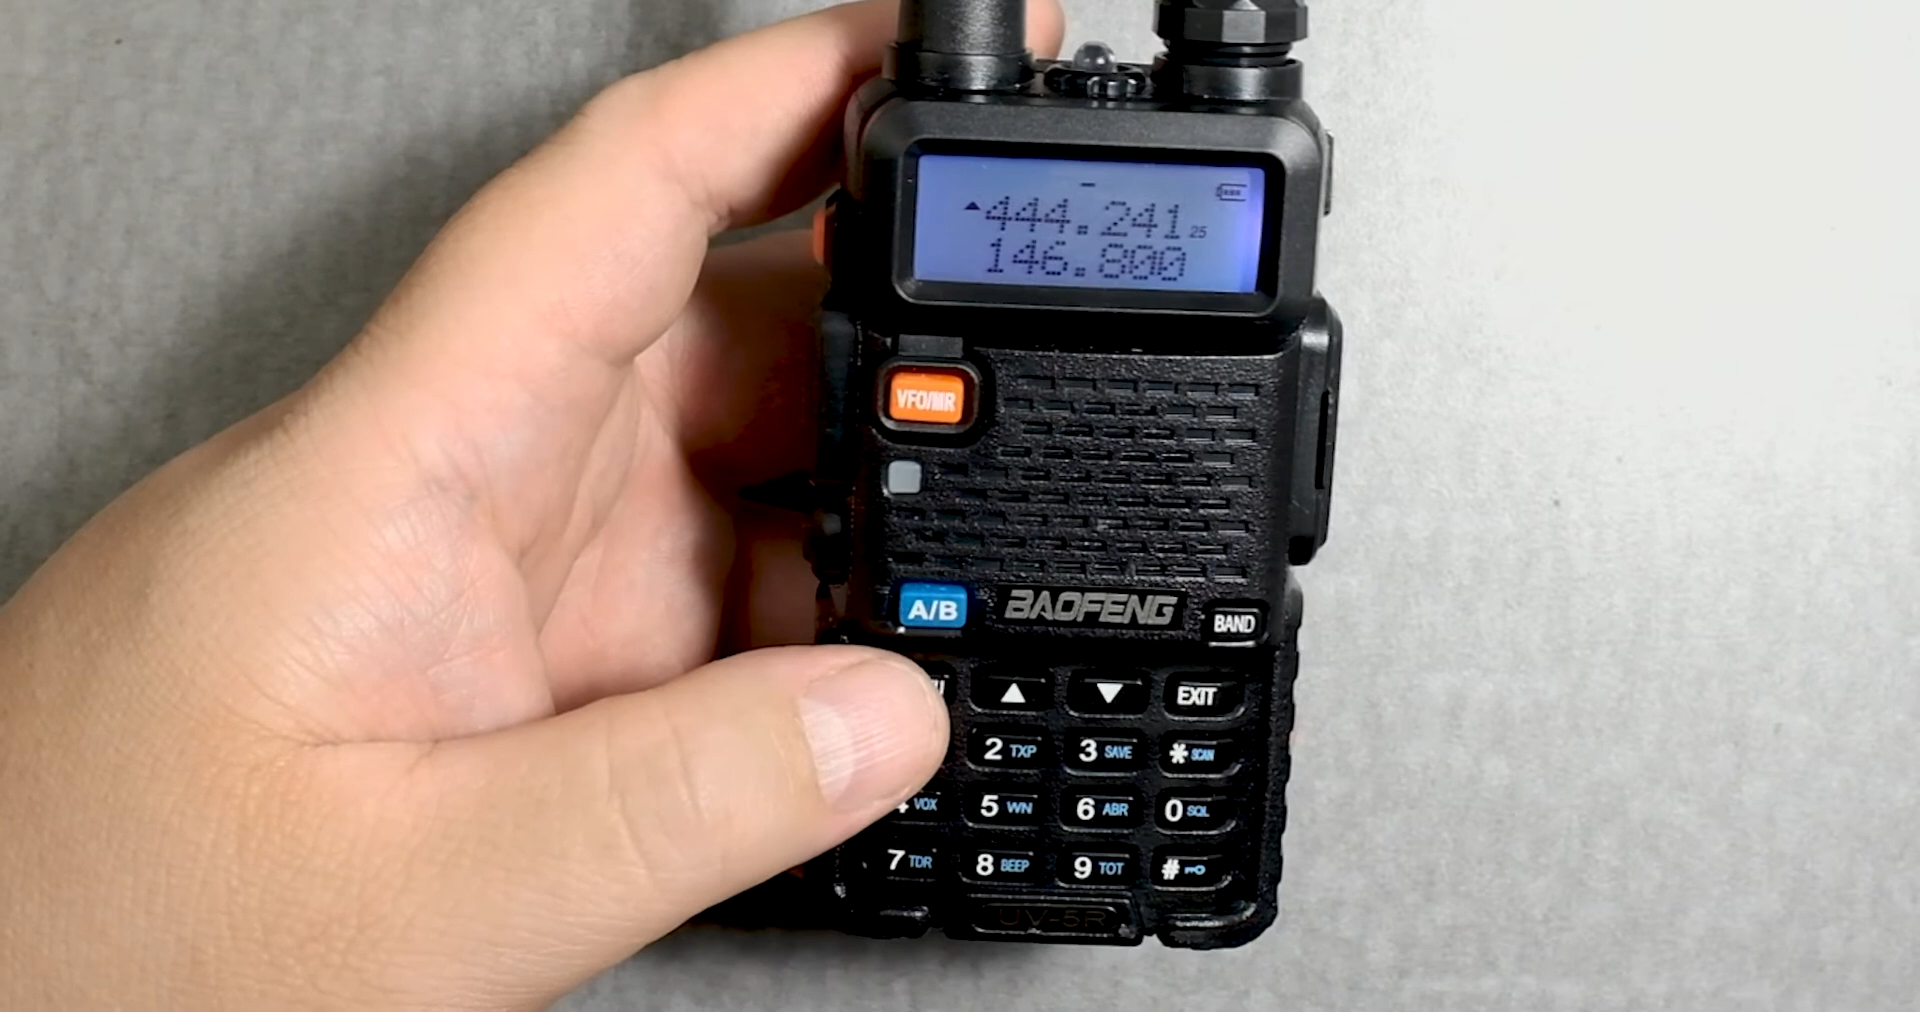 -
▲444.241 25
146.800
VFO/MR
A/B BAOFENG BAND
▲ ▼ EXIT
2 TXP 3 SAVE * SCAN
VOX 5 WN 6 ABR 0 SQL
7 TDR 8 BEEP 9 TOT #
UV-5R